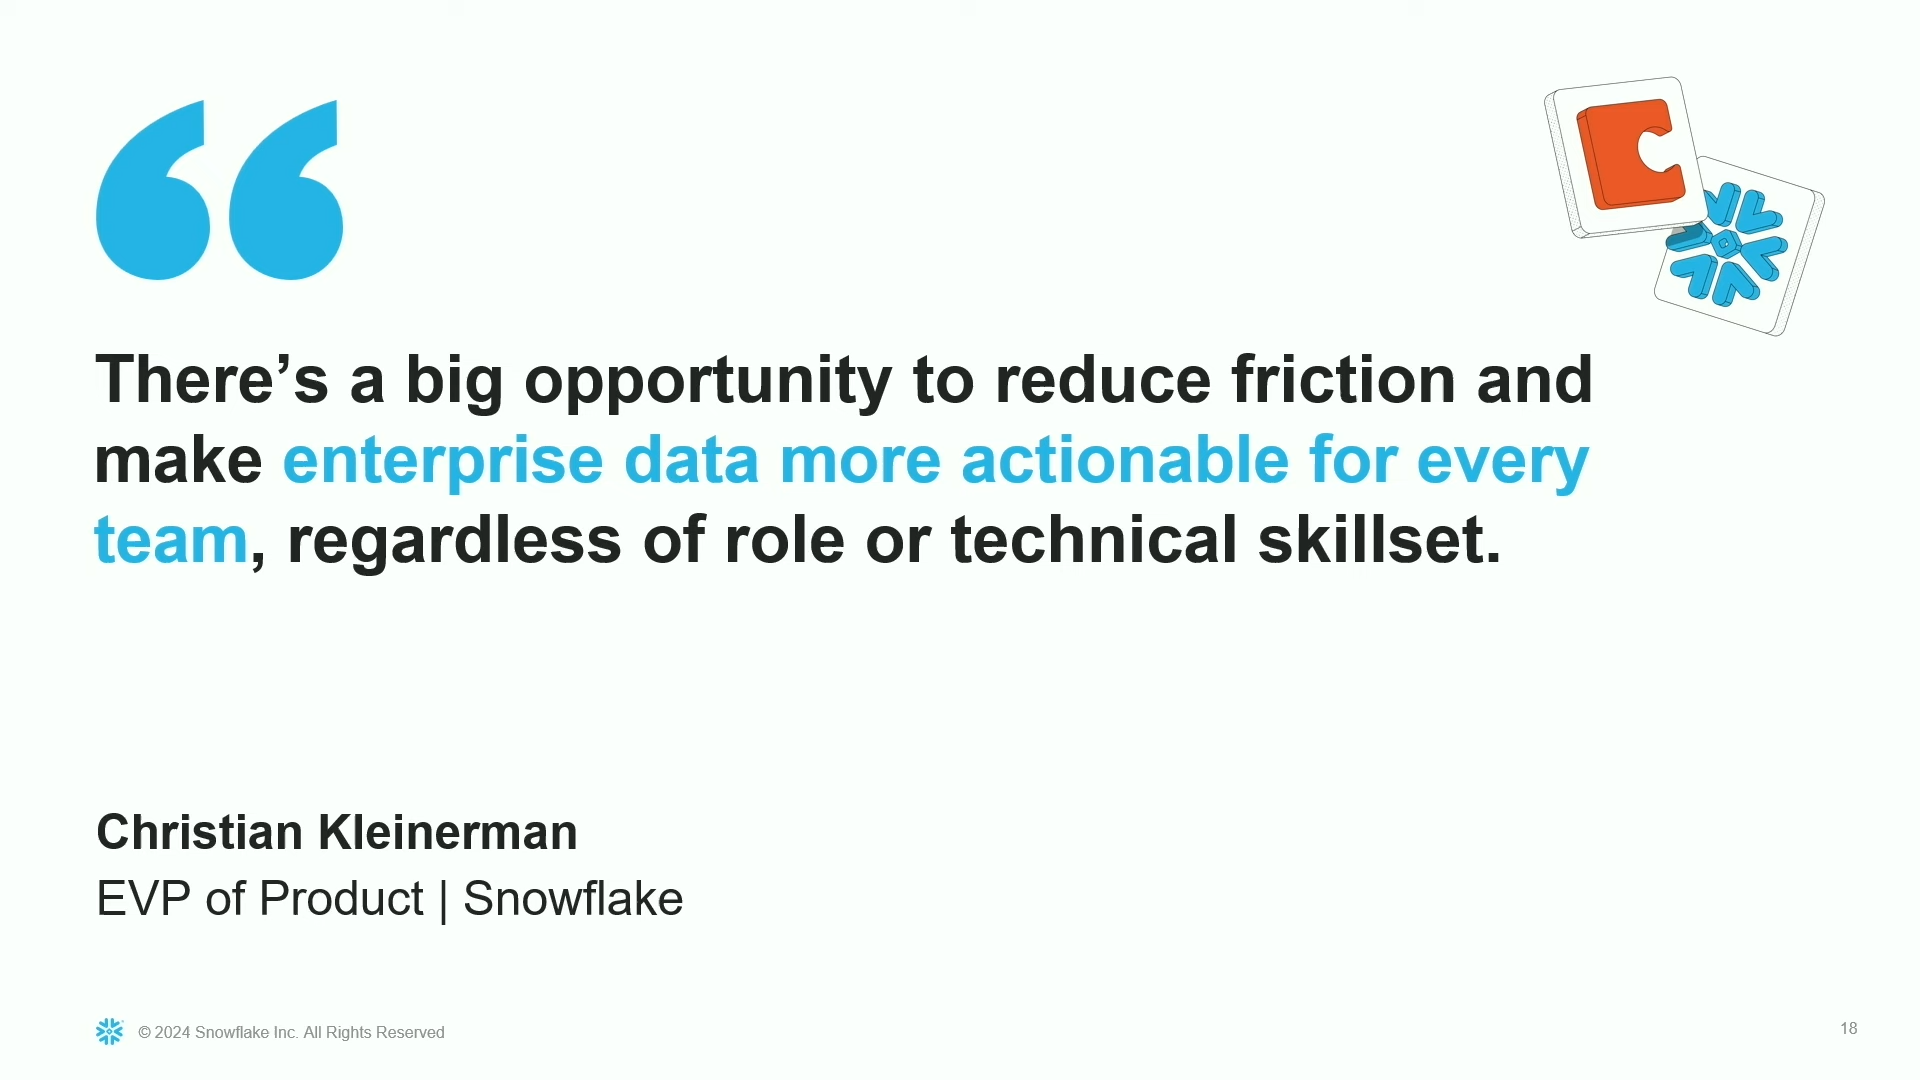 There’s a big opportunity to reduce friction and
make enterprise data more actionable for every
team, regardless of role or technical skillset.
Christian Kleinerman
EVP of Product | Snowflake
© 2024 Snowflake Inc. All Rights Reserved
18